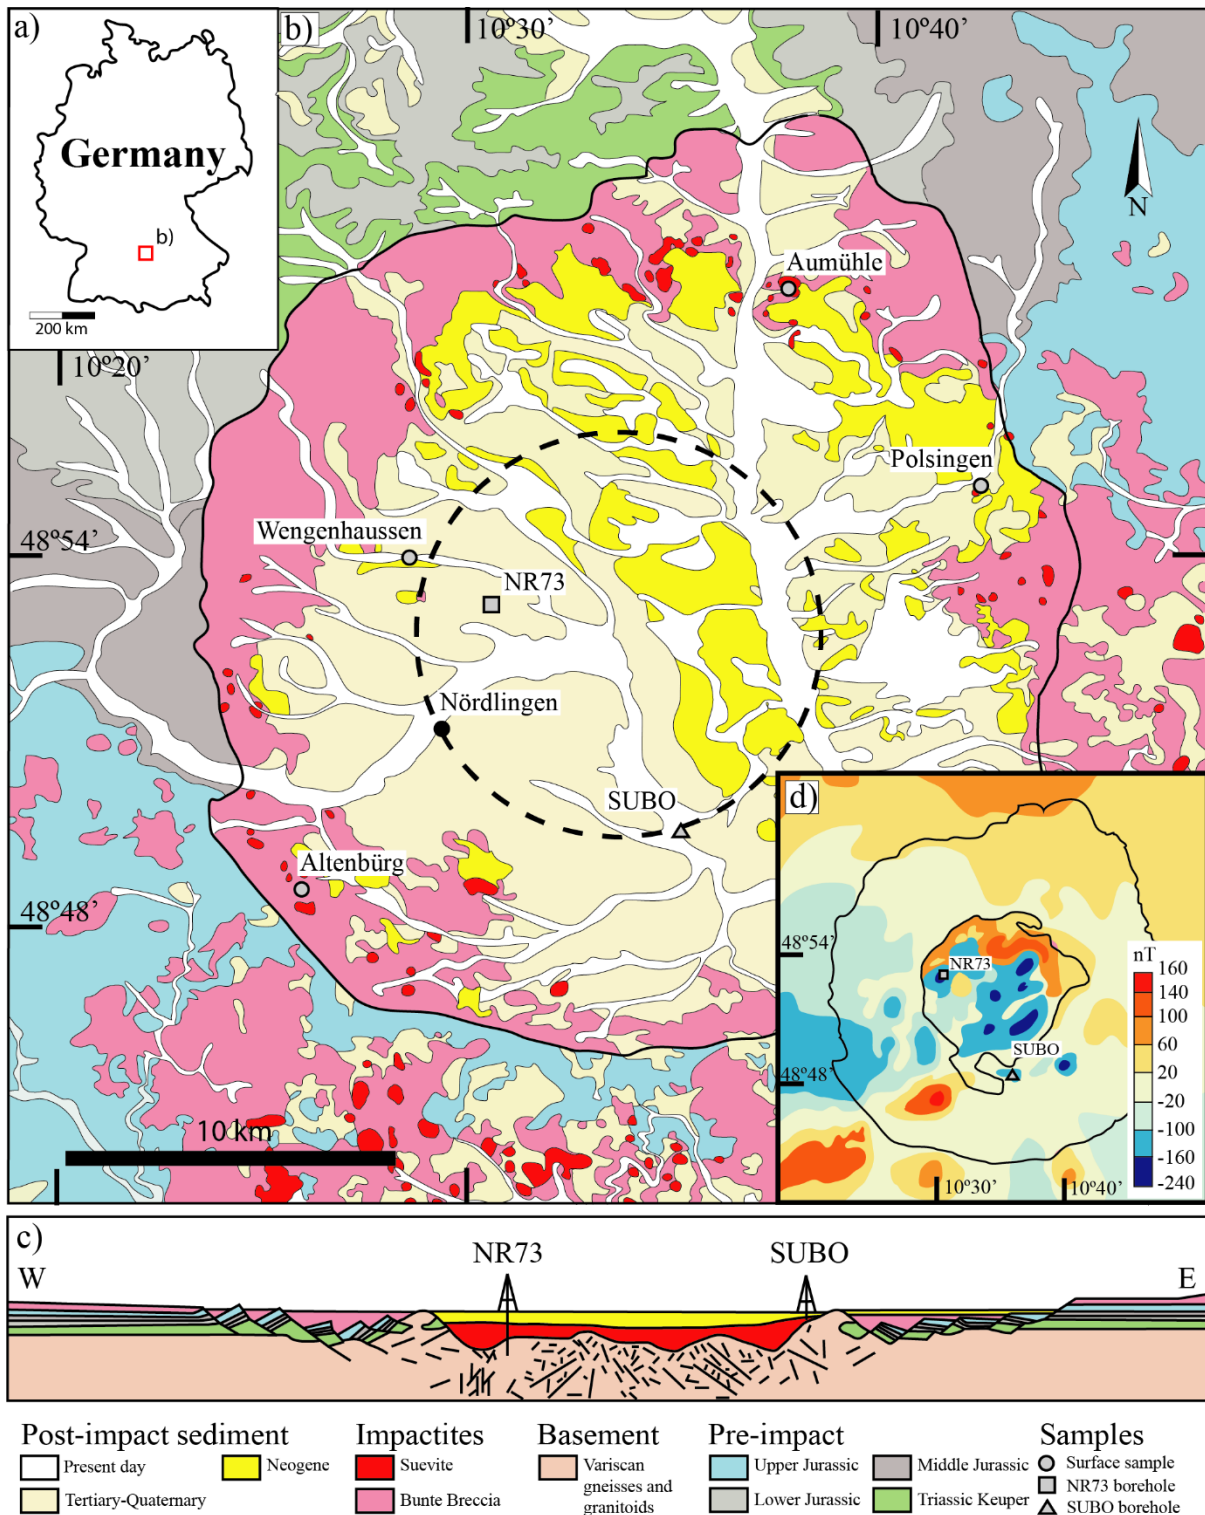 a)
Germany
b)
200 km
b)
10º30’
10º40’
N
10º20’
Aumühle
Polsingen
Wengenhaussen
48º54’
NR73
Nördlingen
SUBO
Altenbürg
48º48’
10 km
d)
48º54’
NR73
SUBO
48º48’
10º30’
10º40’
nT
160
140
100
60
20
-20
-100
-160
-240
c)
W
NR73
SUBO
E
Post-impact sediment
Present day
Neogene
Tertiary-Quaternary
Impactites
Suevite
Bunte Breccia
Basement
Variscan
gneisses and
granitoids
Pre-impact
Upper Jurassic
Middle Jurassic
Lower Jurassic
Triassic Keuper
Samples
Surface sample
NR73 borehole
SUBO borehole